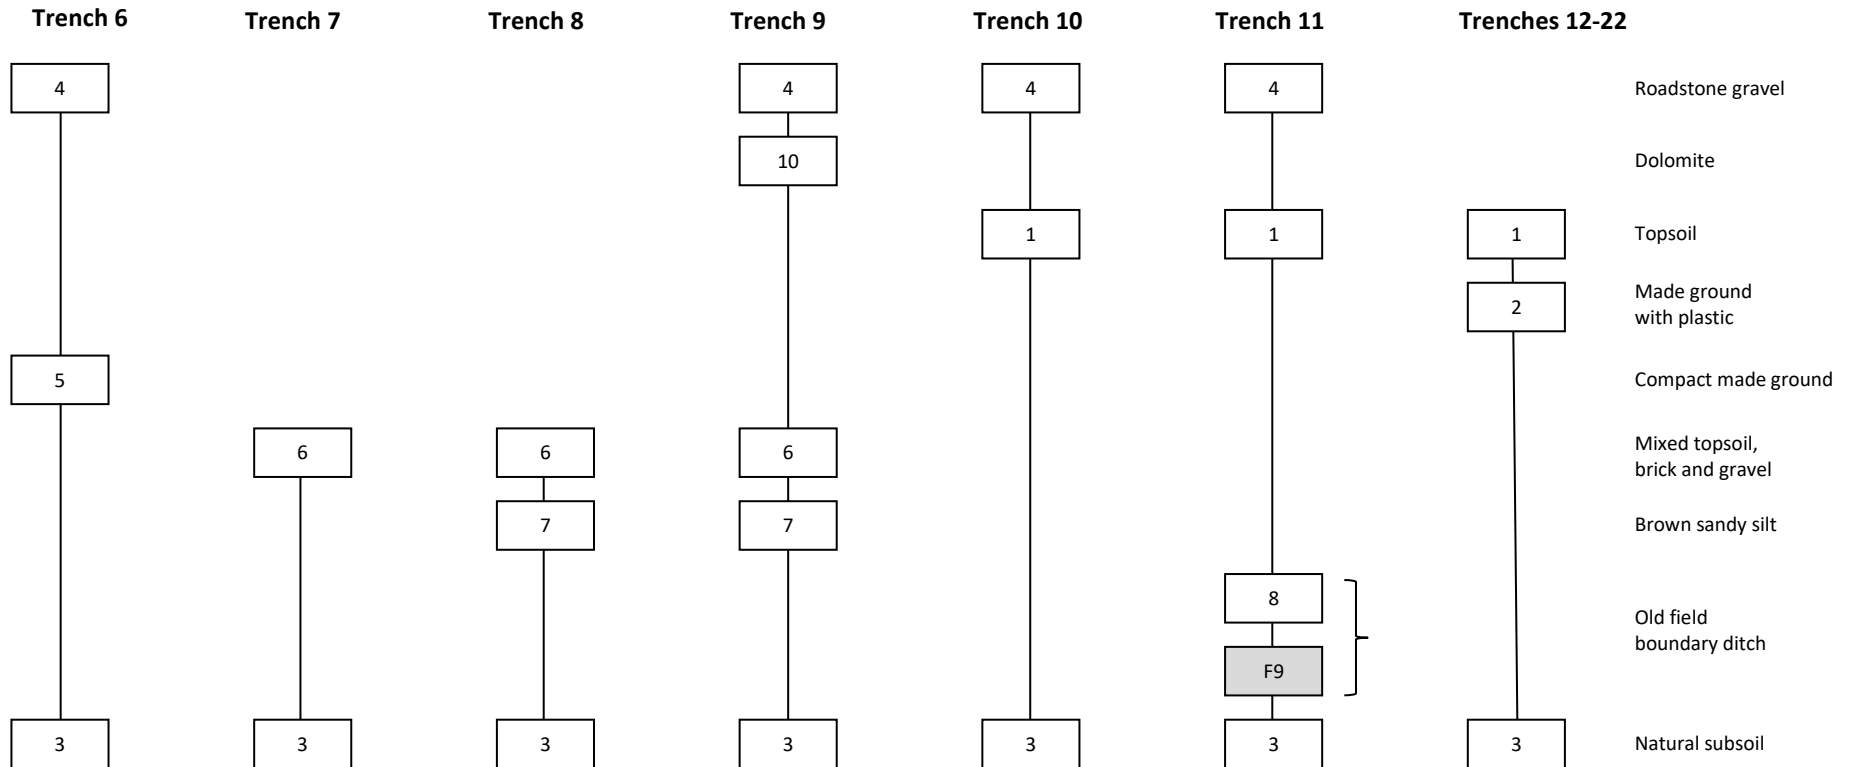 Trench 6 Trench 7 Trench 8 Trench 9 Trench 10 Trench 11 Trenches 12-22
4 4 4 4 Roadstone gravel
10 Dolomite
1 1 1 Topsoil
2 Made ground
with plastic
5 Compact made ground
6 6 6 Mixed topsoil,
brick and gravel
7 7 Brown sandy silt
8
Old field
boundary ditch
F9
3 3 3 3 3 3 3 Natural subsoil